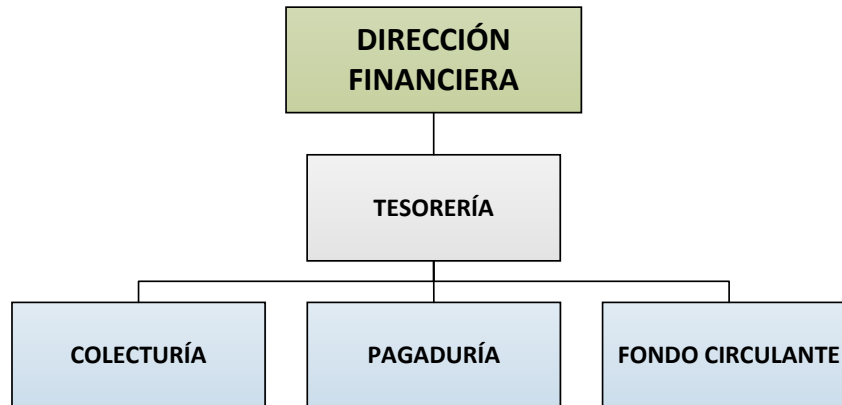 DIRECCIÓN
FINANCIERA
TESORERÍA
COLECTURÍA
PAGADURÍA
FONDO CIRCULANTE